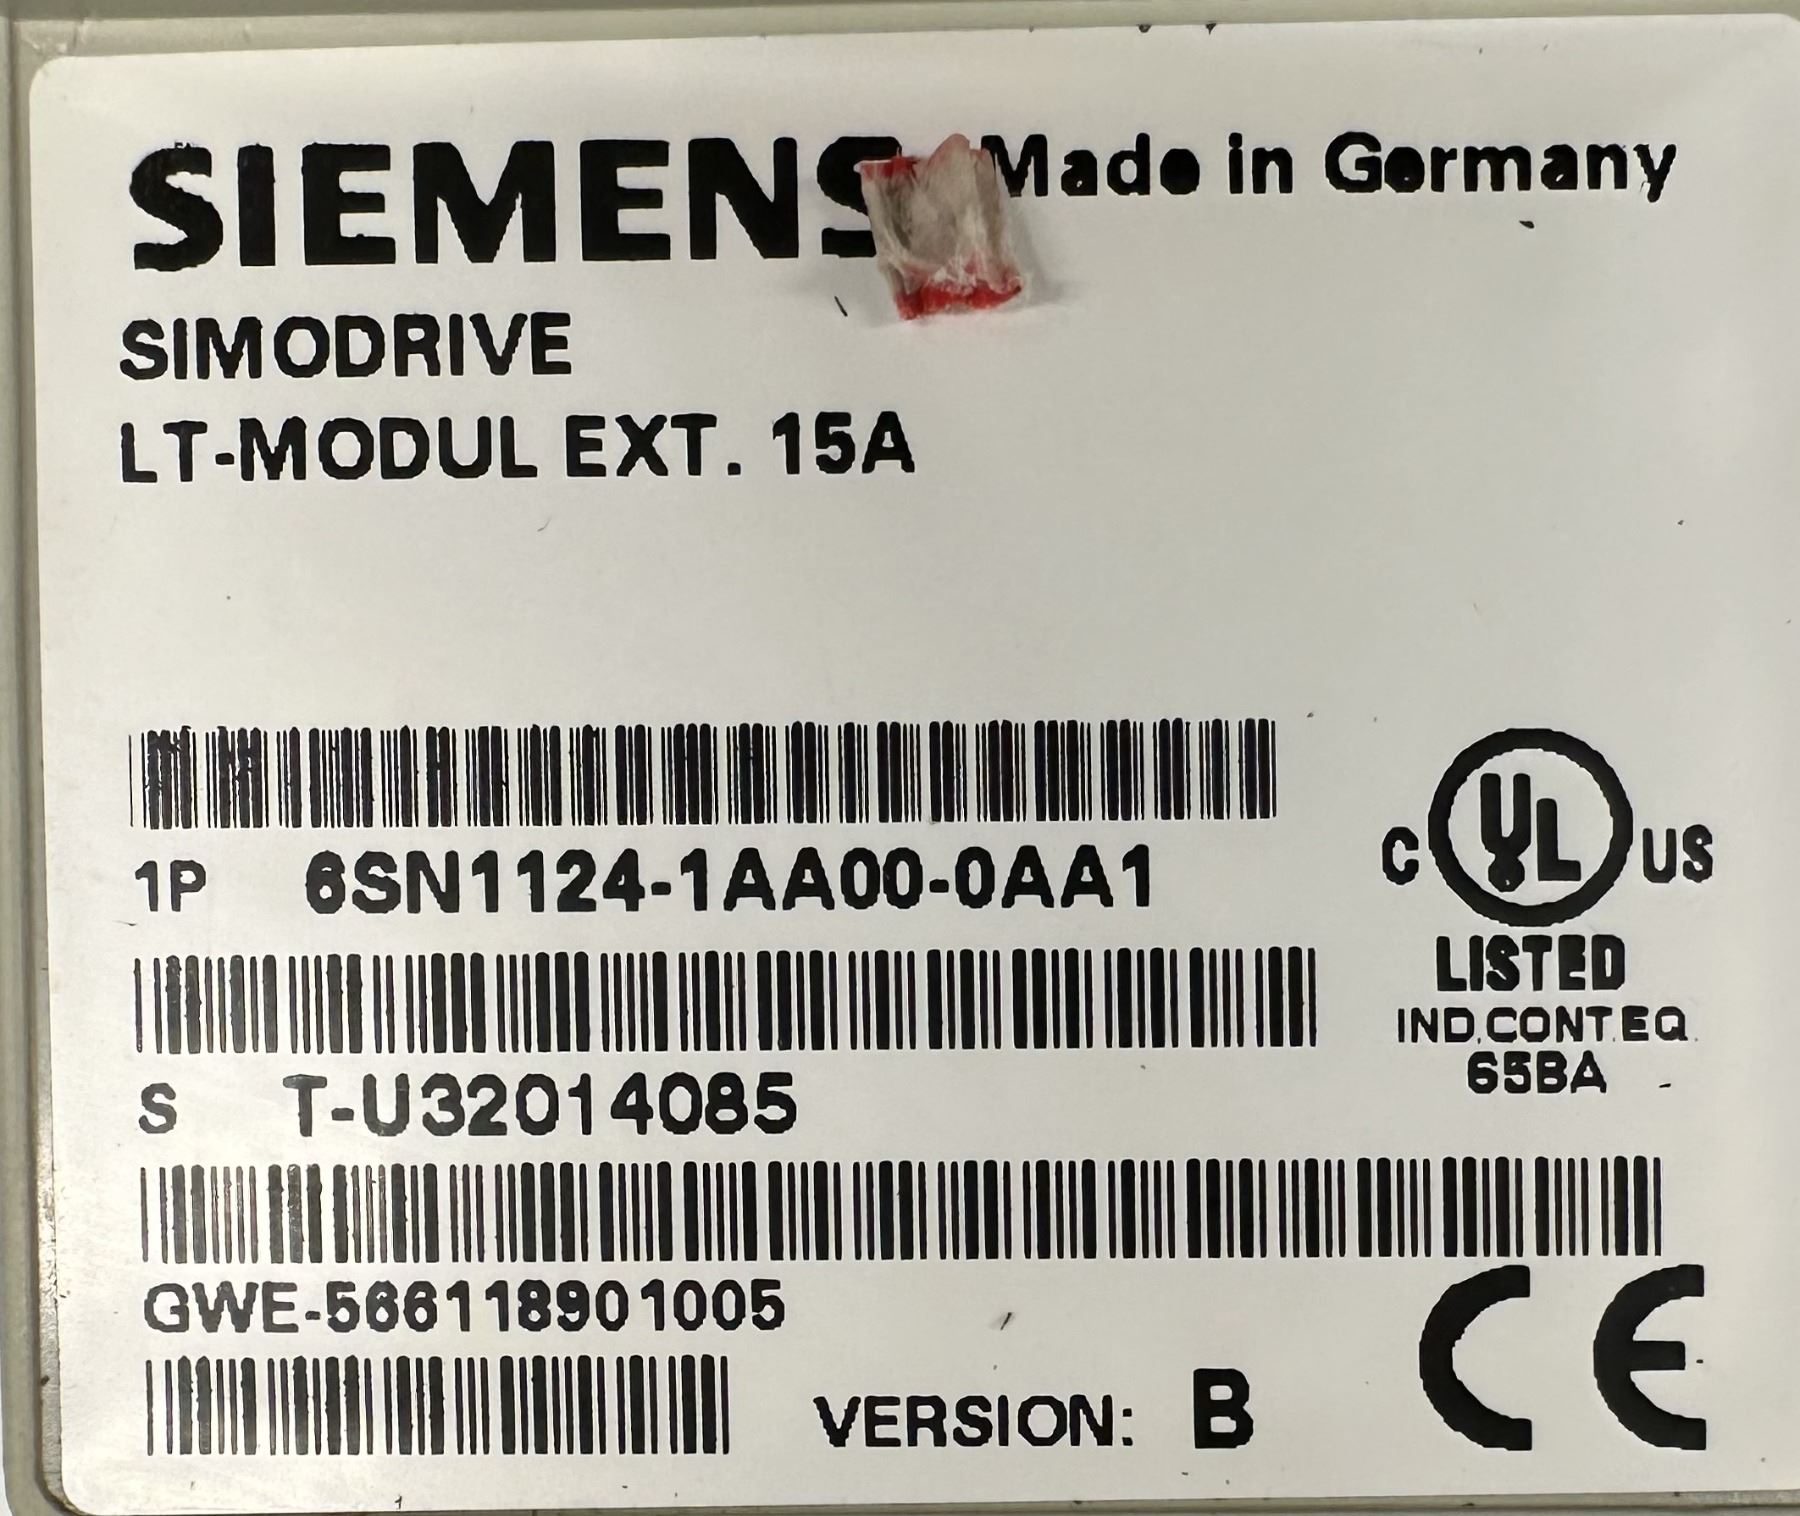 SIEMENS Made in Germany
SIMODRIVE
LT-MODUL EXT. 15A
1P 6SN1124-1AA00-0AA1
C UL US
LISTED
IND.CONT.EQ.
65BA
S T-U32014085
GWE-566118901005
VERSION: B
CE